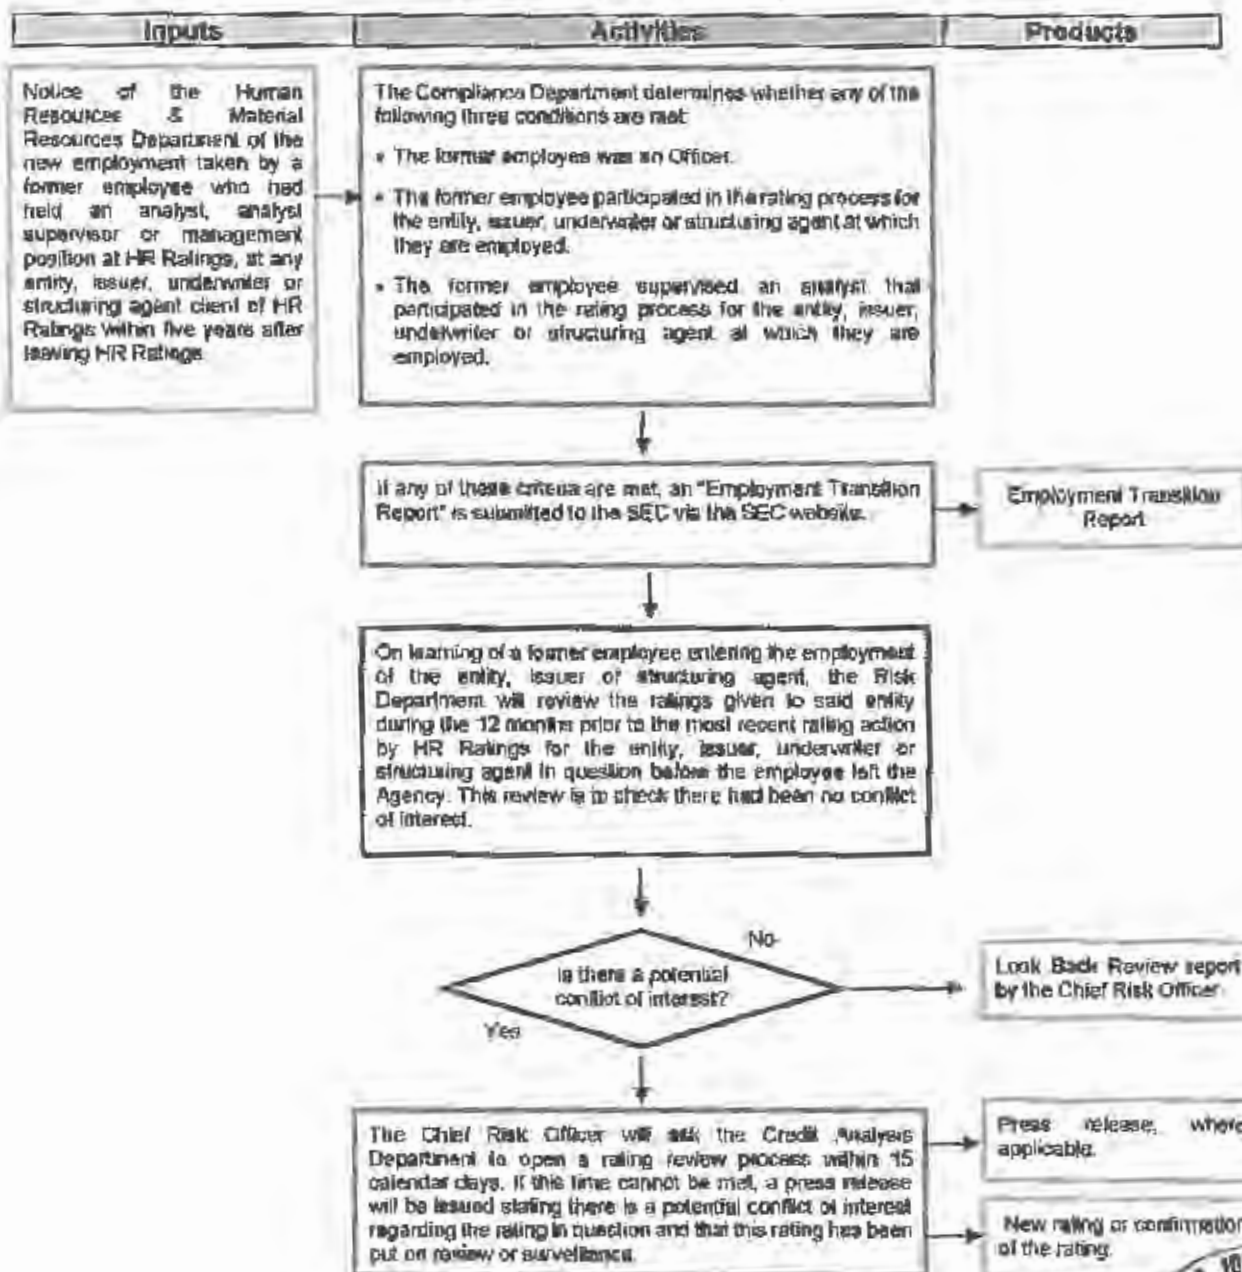 Inputs
Activities
Products
Notice of the Human
Resources & Material
Resources Department of the
new employment taken by a
former employee who had
held an analyst, analyst
supervisor or management
position at HR Ratings, at any
entity, issuer, underwriter or
structuring agent client of HR
Ratings within five years after
leaving HR Ratings.
The Compliance Department determines whether any of the
following three conditions are met:
• The former employee was an Officer.
• The former employee participated in the rating process for
the entity, issuer, underwriter or structuring agent at which
they are employed.
• The former employee supervised an analyst that
participated in the rating process for the entity, issuer,
underwriter or structuring agent at which they are
employed.
If any of these criteria are met, an "Employment Transition
Report" is submitted to the SEC via the SEC website.
Employment Transition
Report
On learning of a former employee entering the employment
of the entity, issuer or structuring agent, the Risk
Department will review the ratings given to said entity
during the 12 months prior to the most recent rating action
by HR Ratings for the entity, issuer, underwriter or
structuring agent in question before the employee left the
Agency. This review is to check there had been no conflict
of interest.
Is there a potential
conflict of interest?
No
Yes
Look Back Review report
by the Chief Risk Officer
The Chief Risk Officer will ask the Credit Analysis
Department to open a rating review process within 15
calendar days. If this time cannot be met, a press release
will be issued stating there is a potential conflict of interest
regarding the rating in question and that this rating has been
put on review or surveillance.
Press release, where
applicable.
New rating or confirmation
of the rating.